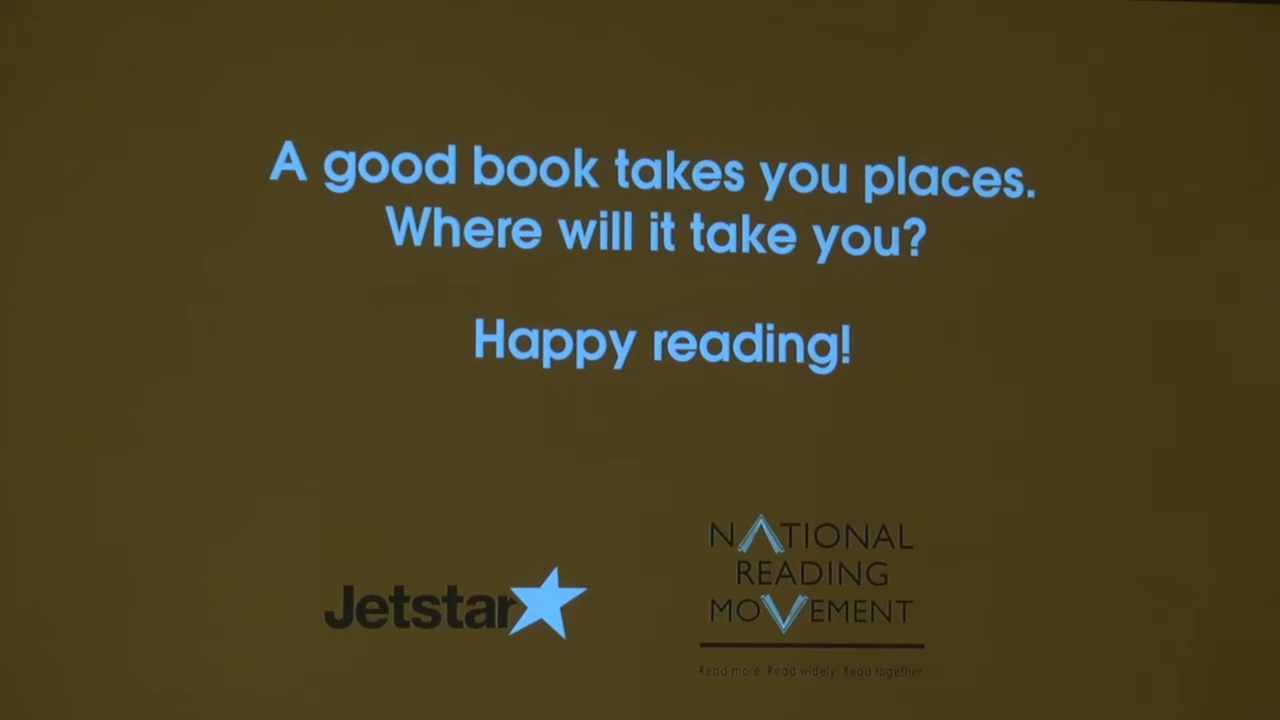 A good book takes you places.
Where will it take you?
Happy reading!
Jetstar
NATIONAL
READING
MOVEMENT
Read more. Read widely. Read together.